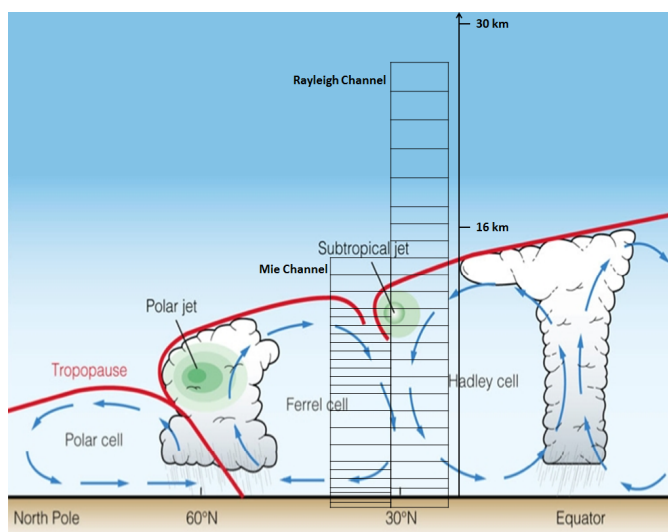 30 km
Rayleigh Channel
16 km
Subtropical jet
Mie Channel
Polar jet
Tropopause
Hadley cell
Ferrel cell
Polar cell
North Pole
60°N
30°N
Equator